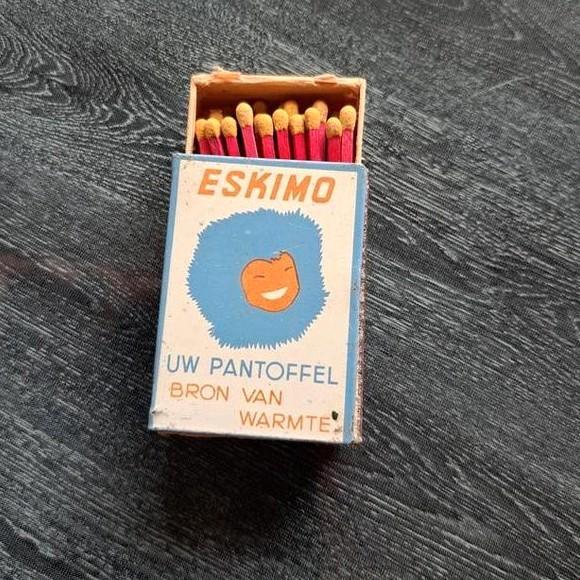 ESKIMO
UW PANTOFFEL
BRON VAN
WARMTE